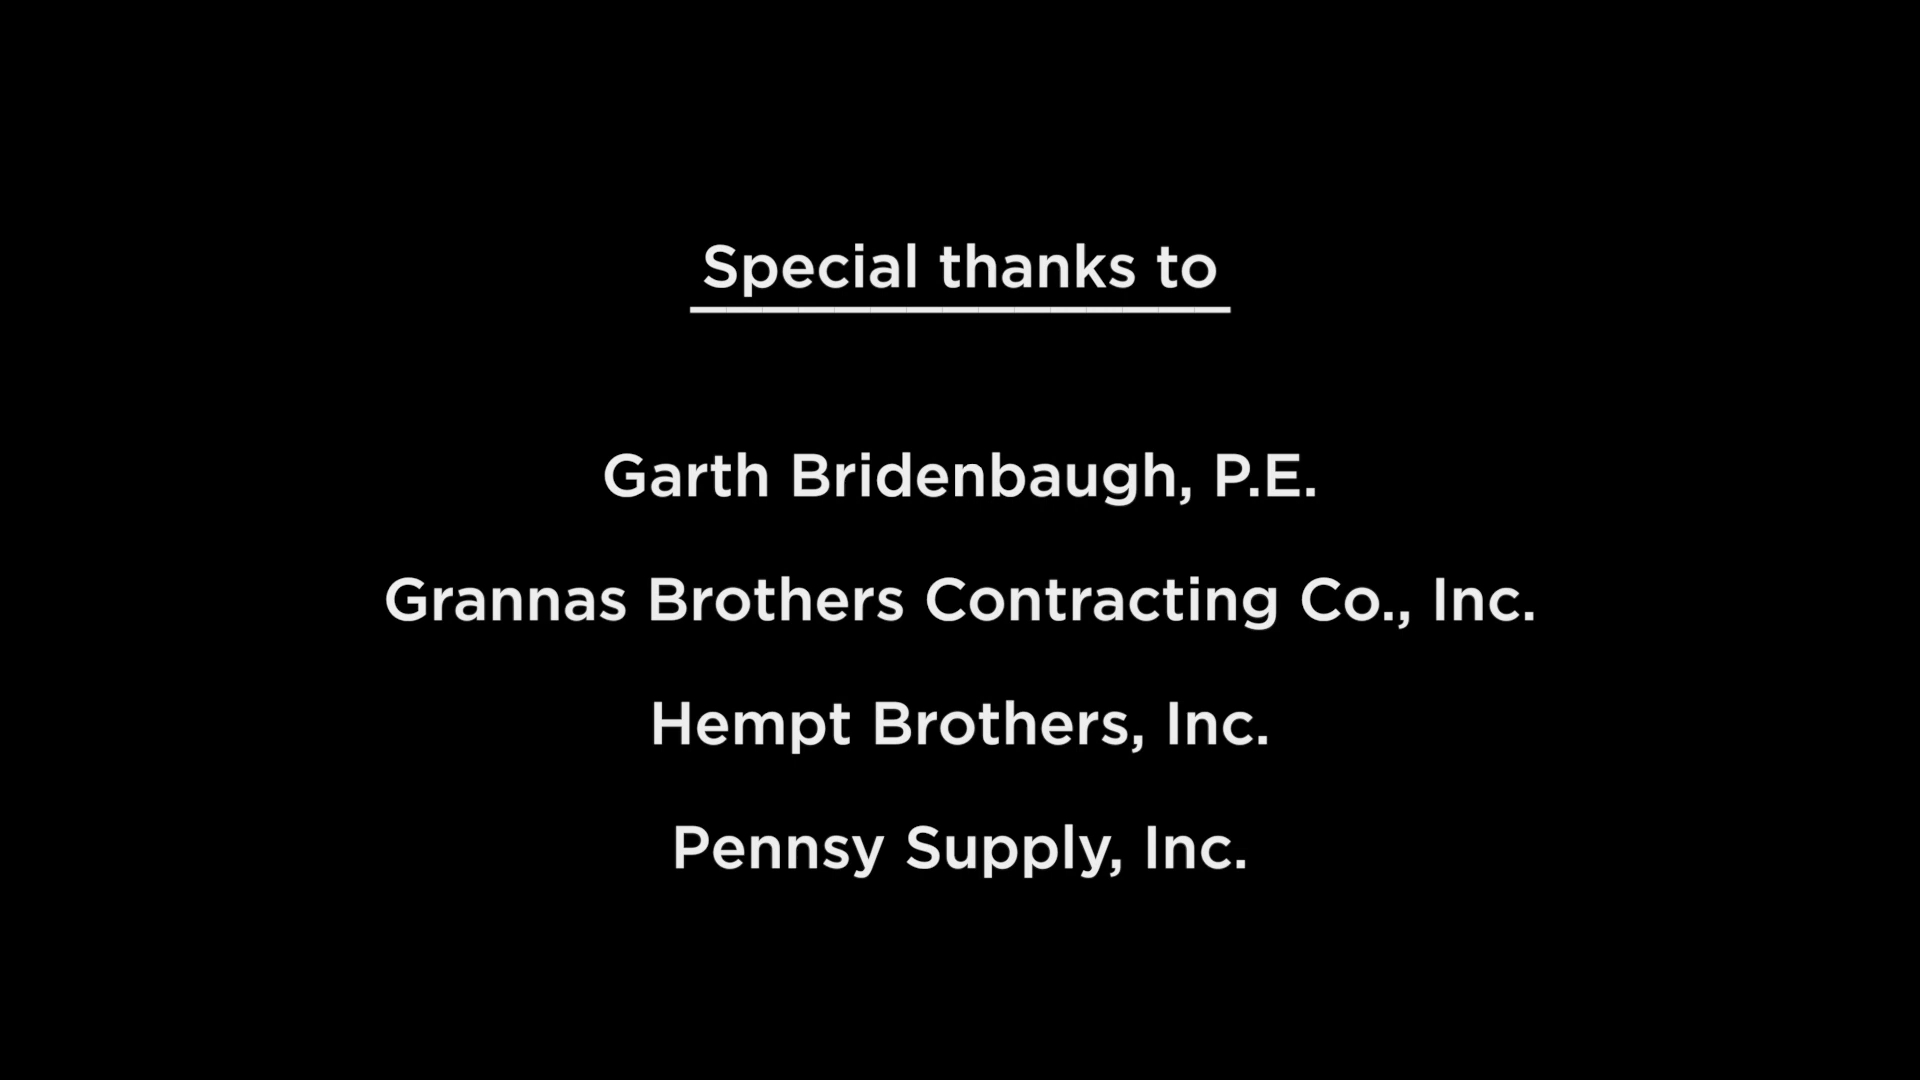 Special thanks to
Garth Bridenbaugh, P.E.
Grannas Brothers Contracting Co., Inc.
Hempt Brothers, Inc.
Pennsy Supply, Inc.